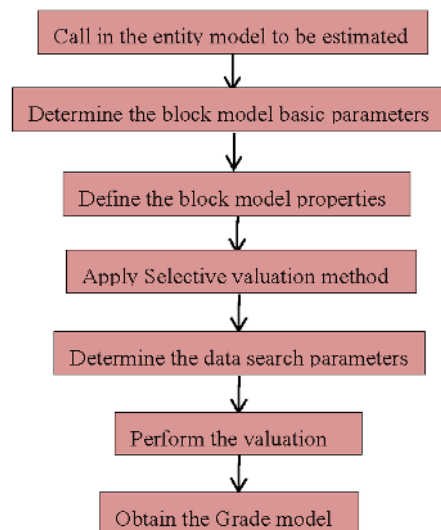 Call in the entity model to be estimated
Determine the block model basic parameters
Define the block model properties
Apply Selective valuation method
Determine the data search parameters
Perform the valuation
Obtain the Grade model